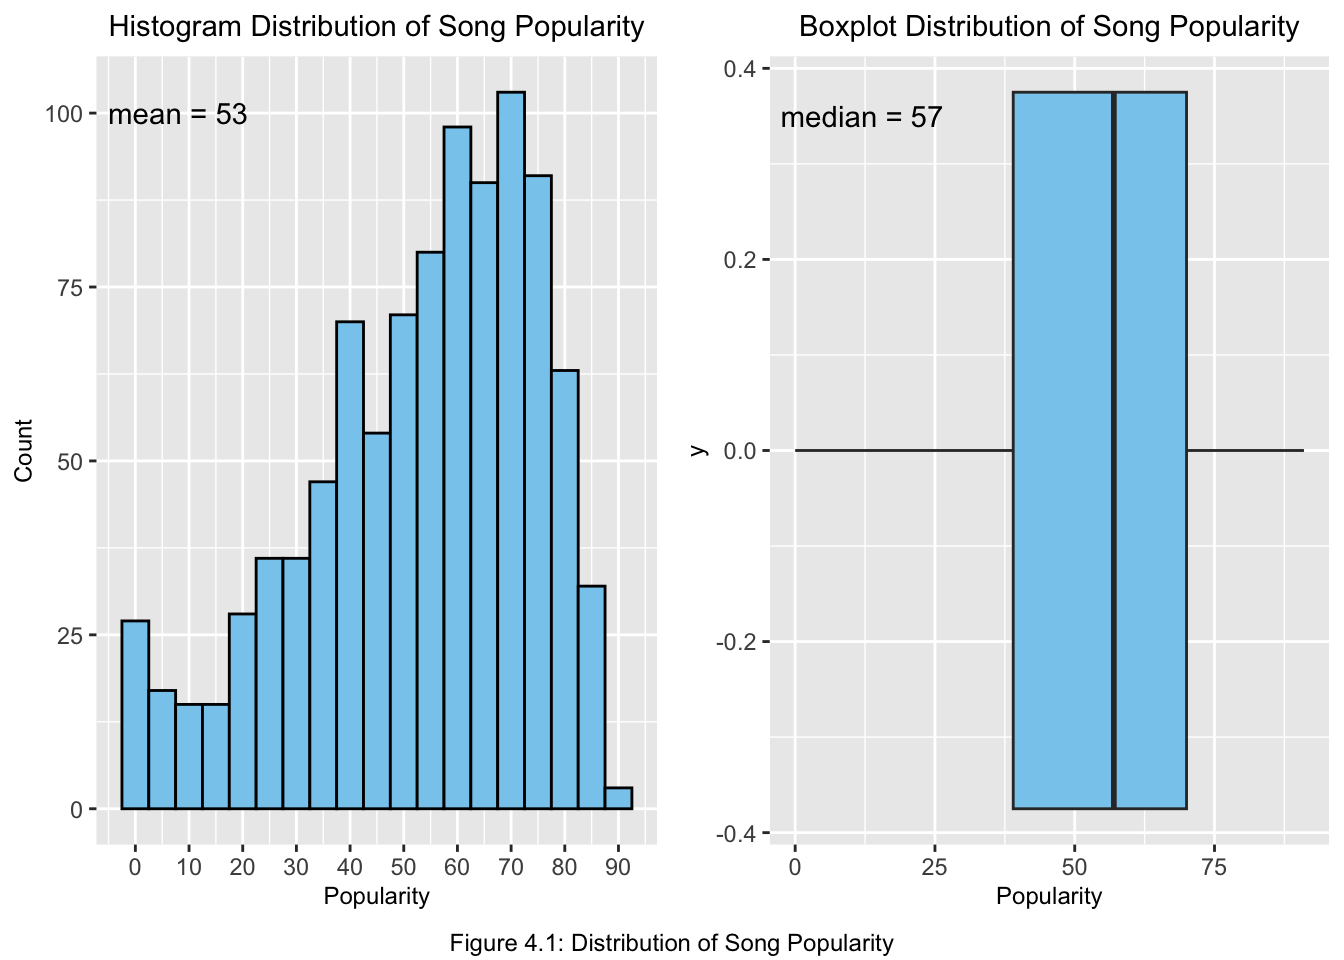 Histogram Distribution of Song Popularity
mean = 53
100
75
50
25
0
Count
0 10 20 30 40 50 60 70 80 90
Popularity
Boxplot Distribution of Song Popularity
median = 57
0.4
0.2
0.0
-0.2
-0.4
y
0 25 50 75
Popularity
Figure 4.1: Distribution of Song Popularity